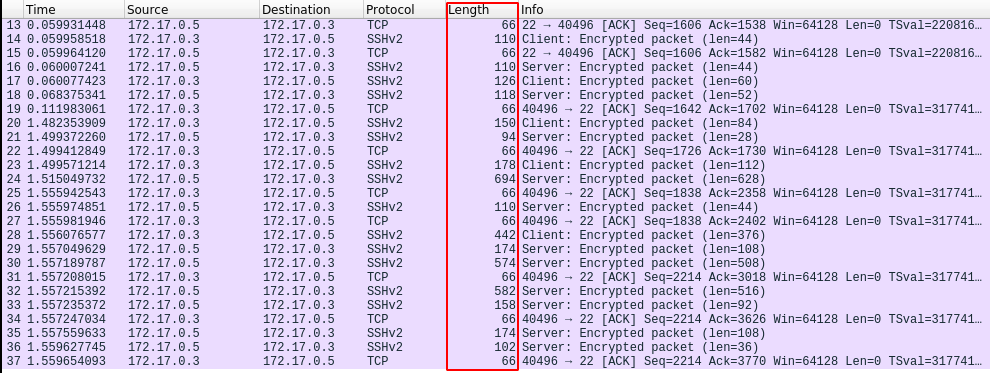 Time Source Destination Protocol Length Info
13 0.059931448 172.17.0.5 172.17.0.3 TCP 66 22 → 40496 [ACK] Seq=1606 Ack=1538 Win=64128 Len=0 TSval=220816…
14 0.059958518 172.17.0.3 172.17.0.5 SSHv2 110 Client: Encrypted packet (len=44)
15 0.059964120 172.17.0.5 172.17.0.3 TCP 66 22 → 40496 [ACK] Seq=1606 Ack=1582 Win=64128 Len=0 TSval=220816…
16 0.060007241 172.17.0.5 172.17.0.3 SSHv2 110 Server: Encrypted packet (len=44)
17 0.060077423 172.17.0.3 172.17.0.5 SSHv2 126 Client: Encrypted packet (len=60)
18 0.068375341 172.17.0.5 172.17.0.3 SSHv2 118 Server: Encrypted packet (len=52)
19 0.111983061 172.17.0.3 172.17.0.5 TCP 66 40496 → 22 [ACK] Seq=1642 Ack=1702 Win=64128 Len=0 TSval=317741…
20 1.482353909 172.17.0.3 172.17.0.5 SSHv2 150 Client: Encrypted packet (len=84)
21 1.499372260 172.17.0.5 172.17.0.3 SSHv2 94 Server: Encrypted packet (len=28)
22 1.499412849 172.17.0.3 172.17.0.5 TCP 66 40496 → 22 [ACK] Seq=1726 Ack=1730 Win=64128 Len=0 TSval=317741…
23 1.499571214 172.17.0.3 172.17.0.5 SSHv2 178 Client: Encrypted packet (len=112)
24 1.515049732 172.17.0.5 172.17.0.3 SSHv2 694 Server: Encrypted packet (len=628)
25 1.555942543 172.17.0.3 172.17.0.5 TCP 66 40496 → 22 [ACK] Seq=1838 Ack=2358 Win=64128 Len=0 TSval=317741…
26 1.555974851 172.17.0.5 172.17.0.3 SSHv2 110 Server: Encrypted packet (len=44)
27 1.555981946 172.17.0.3 172.17.0.5 TCP 66 40496 → 22 [ACK] Seq=1838 Ack=2402 Win=64128 Len=0 TSval=317741…
28 1.556076577 172.17.0.3 172.17.0.5 SSHv2 442 Client: Encrypted packet (len=376)
29 1.557049629 172.17.0.5 172.17.0.3 SSHv2 174 Server: Encrypted packet (len=108)
30 1.557189787 172.17.0.5 172.17.0.3 SSHv2 574 Server: Encrypted packet (len=508)
31 1.557208015 172.17.0.3 172.17.0.5 TCP 66 40496 → 22 [ACK] Seq=2214 Ack=3018 Win=64128 Len=0 TSval=317741…
32 1.557215392 172.17.0.5 172.17.0.3 SSHv2 582 Server: Encrypted packet (len=516)
33 1.557235372 172.17.0.5 172.17.0.3 SSHv2 158 Server: Encrypted packet (len=92)
34 1.557247034 172.17.0.3 172.17.0.5 TCP 66 40496 → 22 [ACK] Seq=2214 Ack=3626 Win=64128 Len=0 TSval=317741…
35 1.557559633 172.17.0.5 172.17.0.3 SSHv2 174 Server: Encrypted packet (len=108)
36 1.559627745 172.17.0.5 172.17.0.3 SSHv2 102 Server: Encrypted packet (len=36)
37 1.559654093 172.17.0.3 172.17.0.5 TCP 66 40496 → 22 [ACK] Seq=2214 Ack=3770 Win=64128 Len=0 TSval=317741…